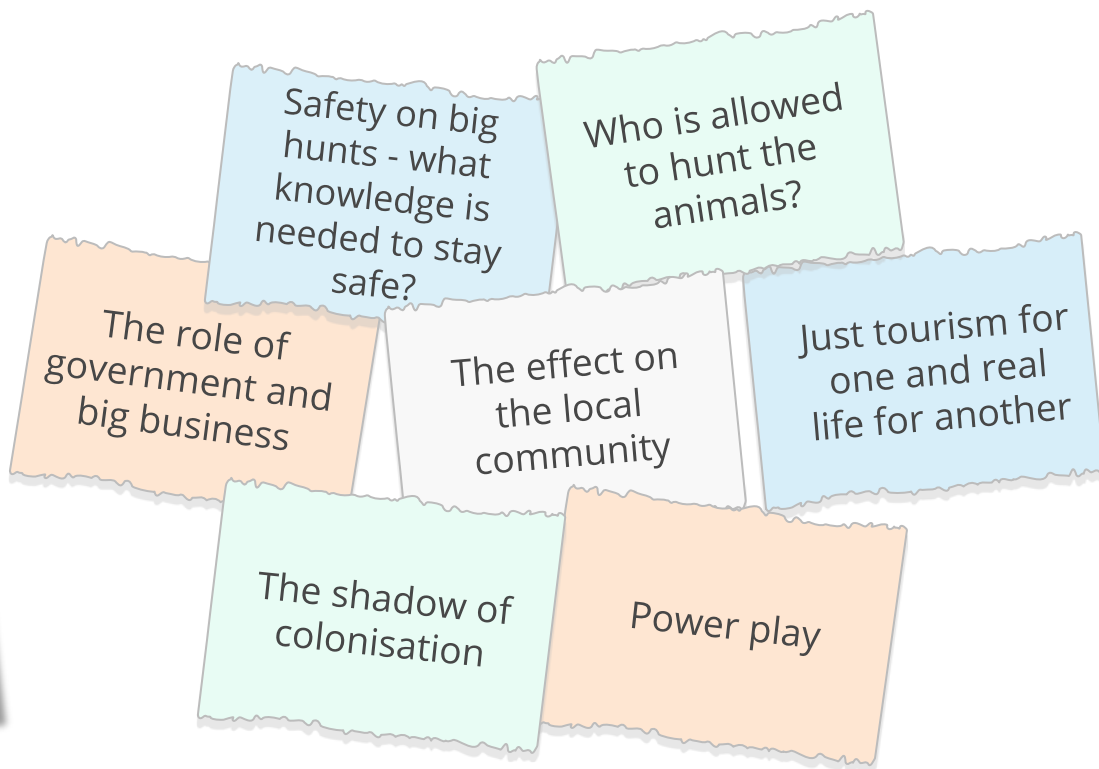 Safety on big
hunts - what
knowledge is
needed to stay
safe?
Who is allowed
to hunt the
animals?
The role of
government and
big business
The effect on
the local
community
Just tourism for
one and real
life for another
The shadow of
colonisation
Power play